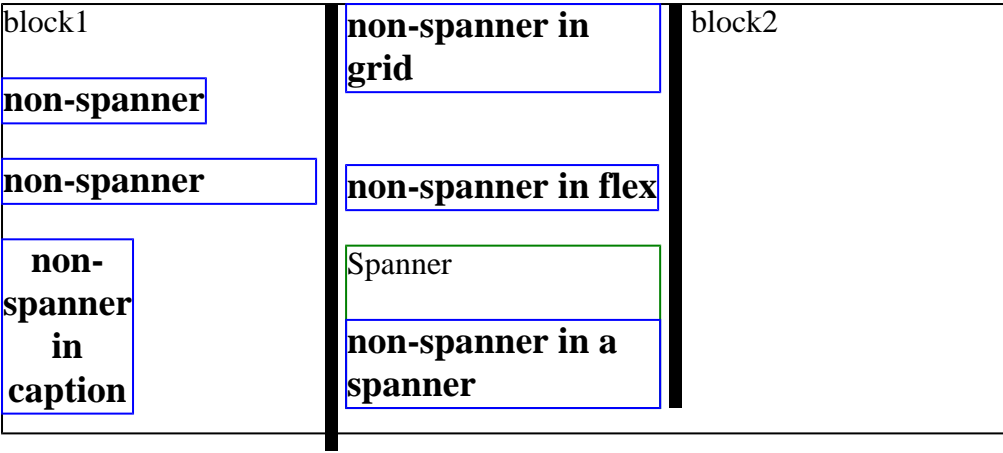 block1
non-spanner
non-spanner
non-
spanner
in
caption
non-spanner in
grid
non-spanner in flex
Spanner
non-spanner in a
spanner
block2